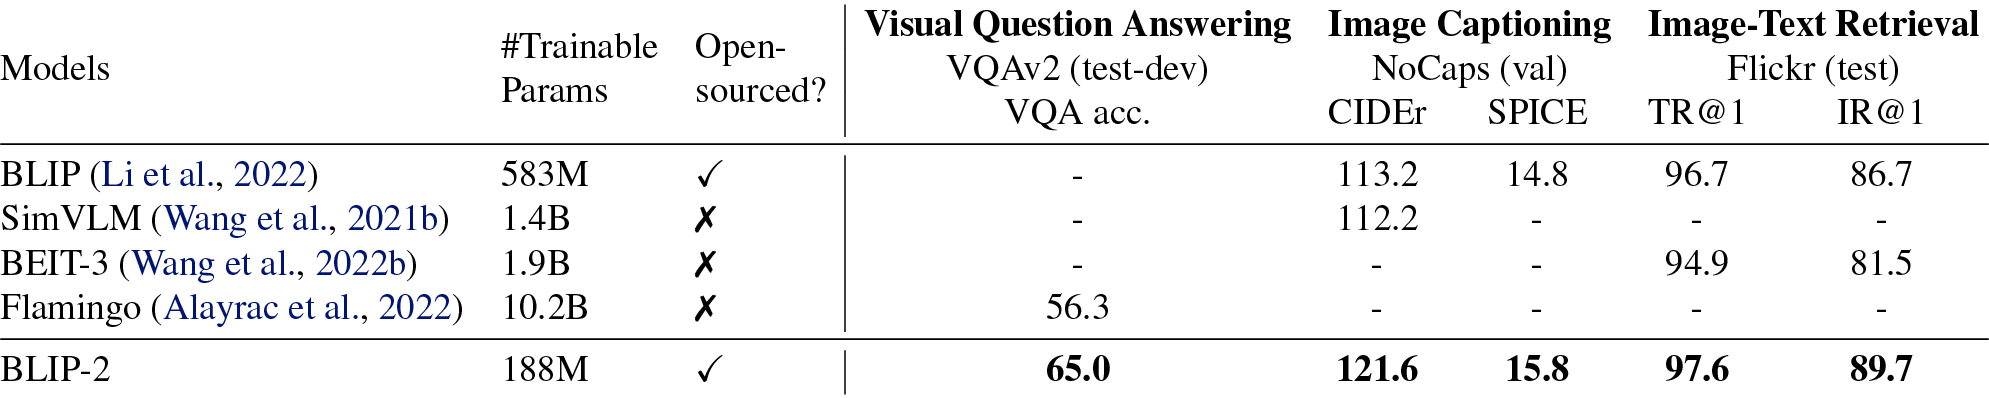 Models #Trainable Params Open-sourced? Visual Question Answering Image Captioning Image-Text Retrieval
VQAv2 (test-dev) NoCaps (val) Flickr (test)
VQA acc. CIDEr SPICE TR@1 IR@1
BLIP (Li et al., 2022) 583M ✓ - 113.2 14.8 96.7 86.7
SimVLM (Wang et al., 2021b) 1.4B ✗ - 112.2 - - -
BEIT-3 (Wang et al., 2022b) 1.9B ✗ - - - 94.9 81.5
Flamingo (Alayrac et al., 2022) 10.2B ✗ 56.3 - - - -
BLIP-2 188M ✓ 65.0 121.6 15.8 97.6 89.7